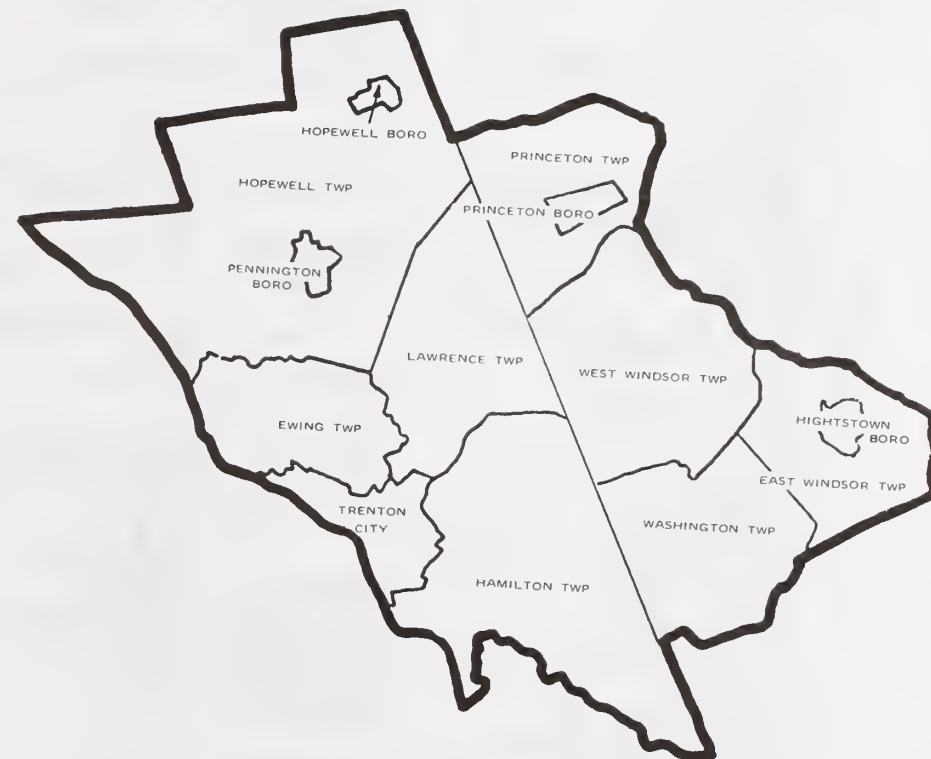 HOPEWELL BORO
PRINCETON TWP
HOPEWELL TWP
PRINCETON BORO
PENNINGTON
BORO
LAWRENCE TWP
WEST WINDSOR TWP
EWING TWP
HIGHTSTOWN
BORO
EAST WINDSOR TWP
TRENTON
CITY
WASHINGTON TWP
HAMILTON TWP